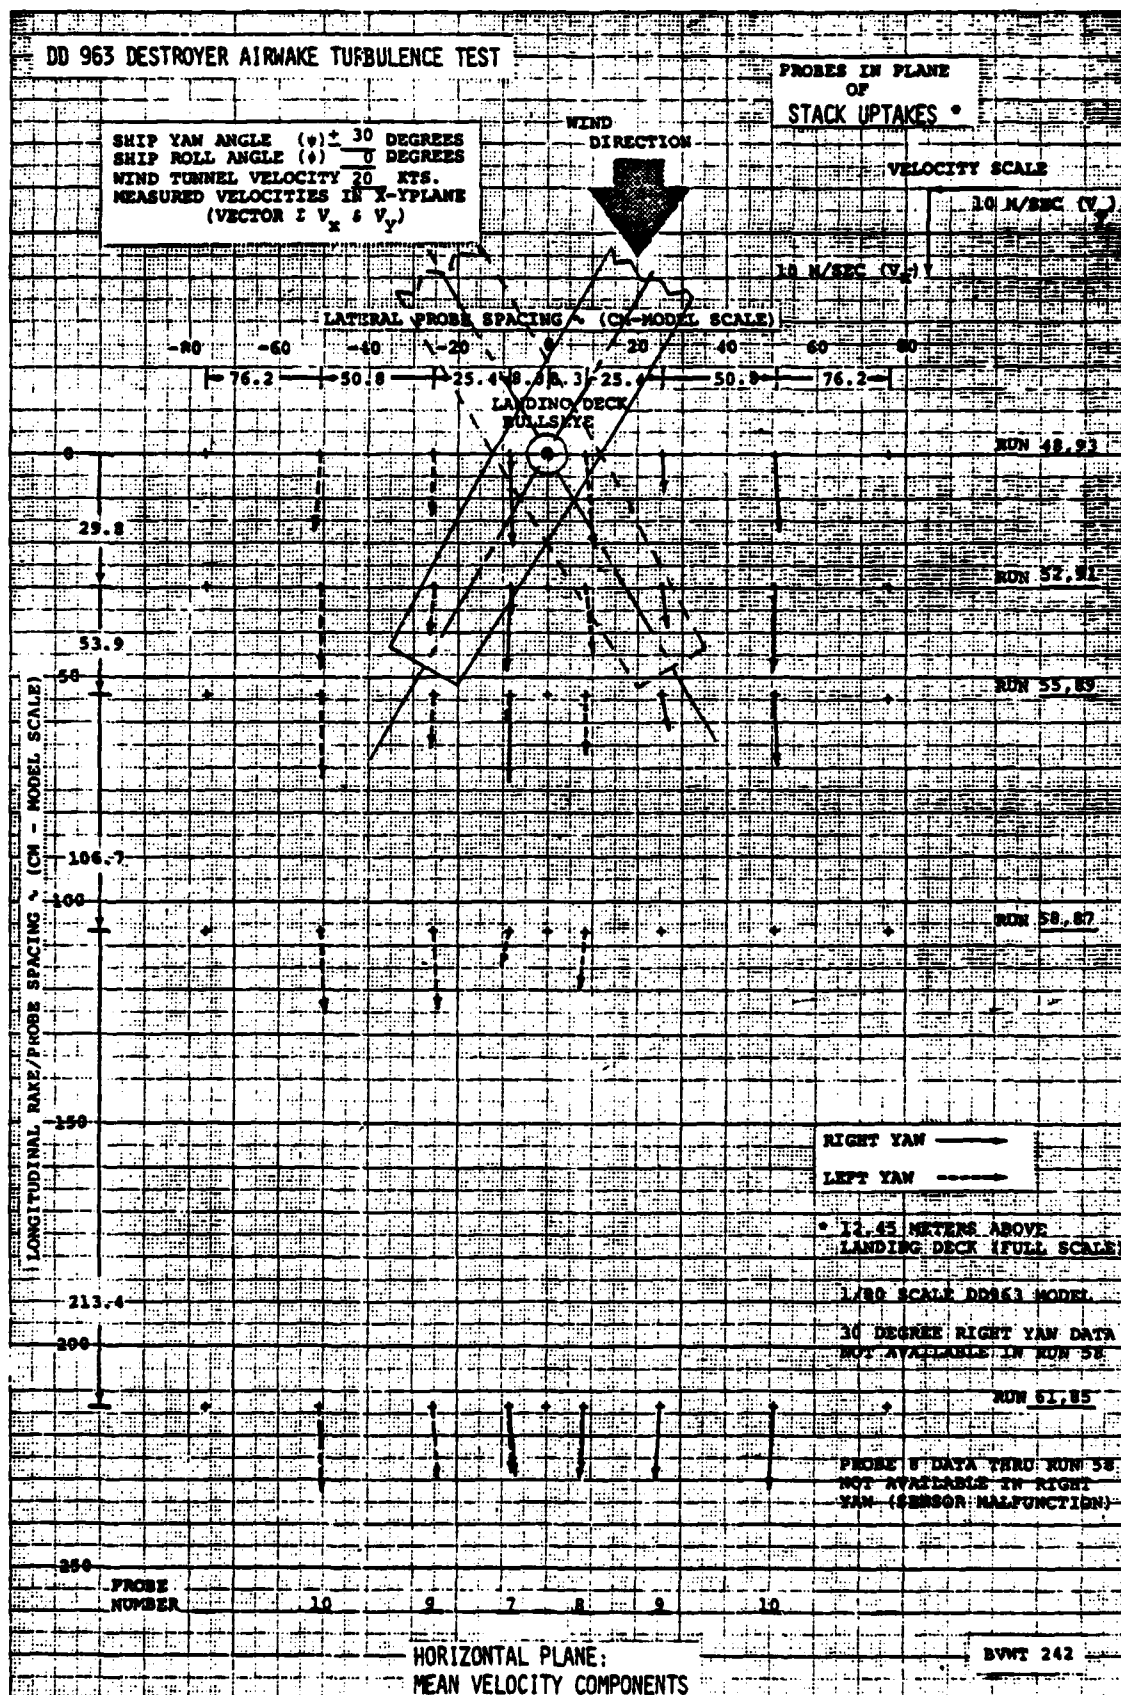 DD 963 DESTROYER AIRWAKE TURBULENCE TEST
PROBES IN PLANE
OF
STACK UPTAKES *
SHIP YAW ANGLE (ψ) ± 30 DEGREES
SHIP ROLL ANGLE (ϕ) 0 DEGREES
WIND TUNNEL VELOCITY 20 KTS.
MEASURED VELOCITIES IN X-YPLANE
(VECTOR Σ Vx & Vy)
WIND
DIRECTION
VELOCITY SCALE
10 M/SEC (Vy)
10 M/SEC (Vx)
LATERAL PROBE SPACING ~ (CM-MODEL SCALE)
-80 -60 -40 -20 0 20 40 60 80
76.2 50.8 25.4 8.3 8.3 25.4 50.8 76.2
LANDING DECK
BULLSEYE
0
RUN 48,93
29.8
RUN 52,91
53.9
50
RUN 55,89
LONGITUDINAL RAKE/PROBE SPACING ~ (CM - MODEL SCALE)
106.7
100
RUN 58,87
150
RIGHT YAW
LEFT YAW
* 12.45 METERS ABOVE
LANDING DECK (FULL SCALE)
1/80 SCALE DD963 MODEL
213.4
30 DEGREE RIGHT YAW DATA
NOT AVAILABLE IN RUN 58
200
RUN 61,85
PROBE 8 DATA THRU RUN 58
NOT AVAILABLE IN RIGHT
YAW (SENSOR MALFUNCTION)
250
PROBE
NUMBER 10 9 7 8 9 10
HORIZONTAL PLANE:
MEAN VELOCITY COMPONENTS
BVWT 242